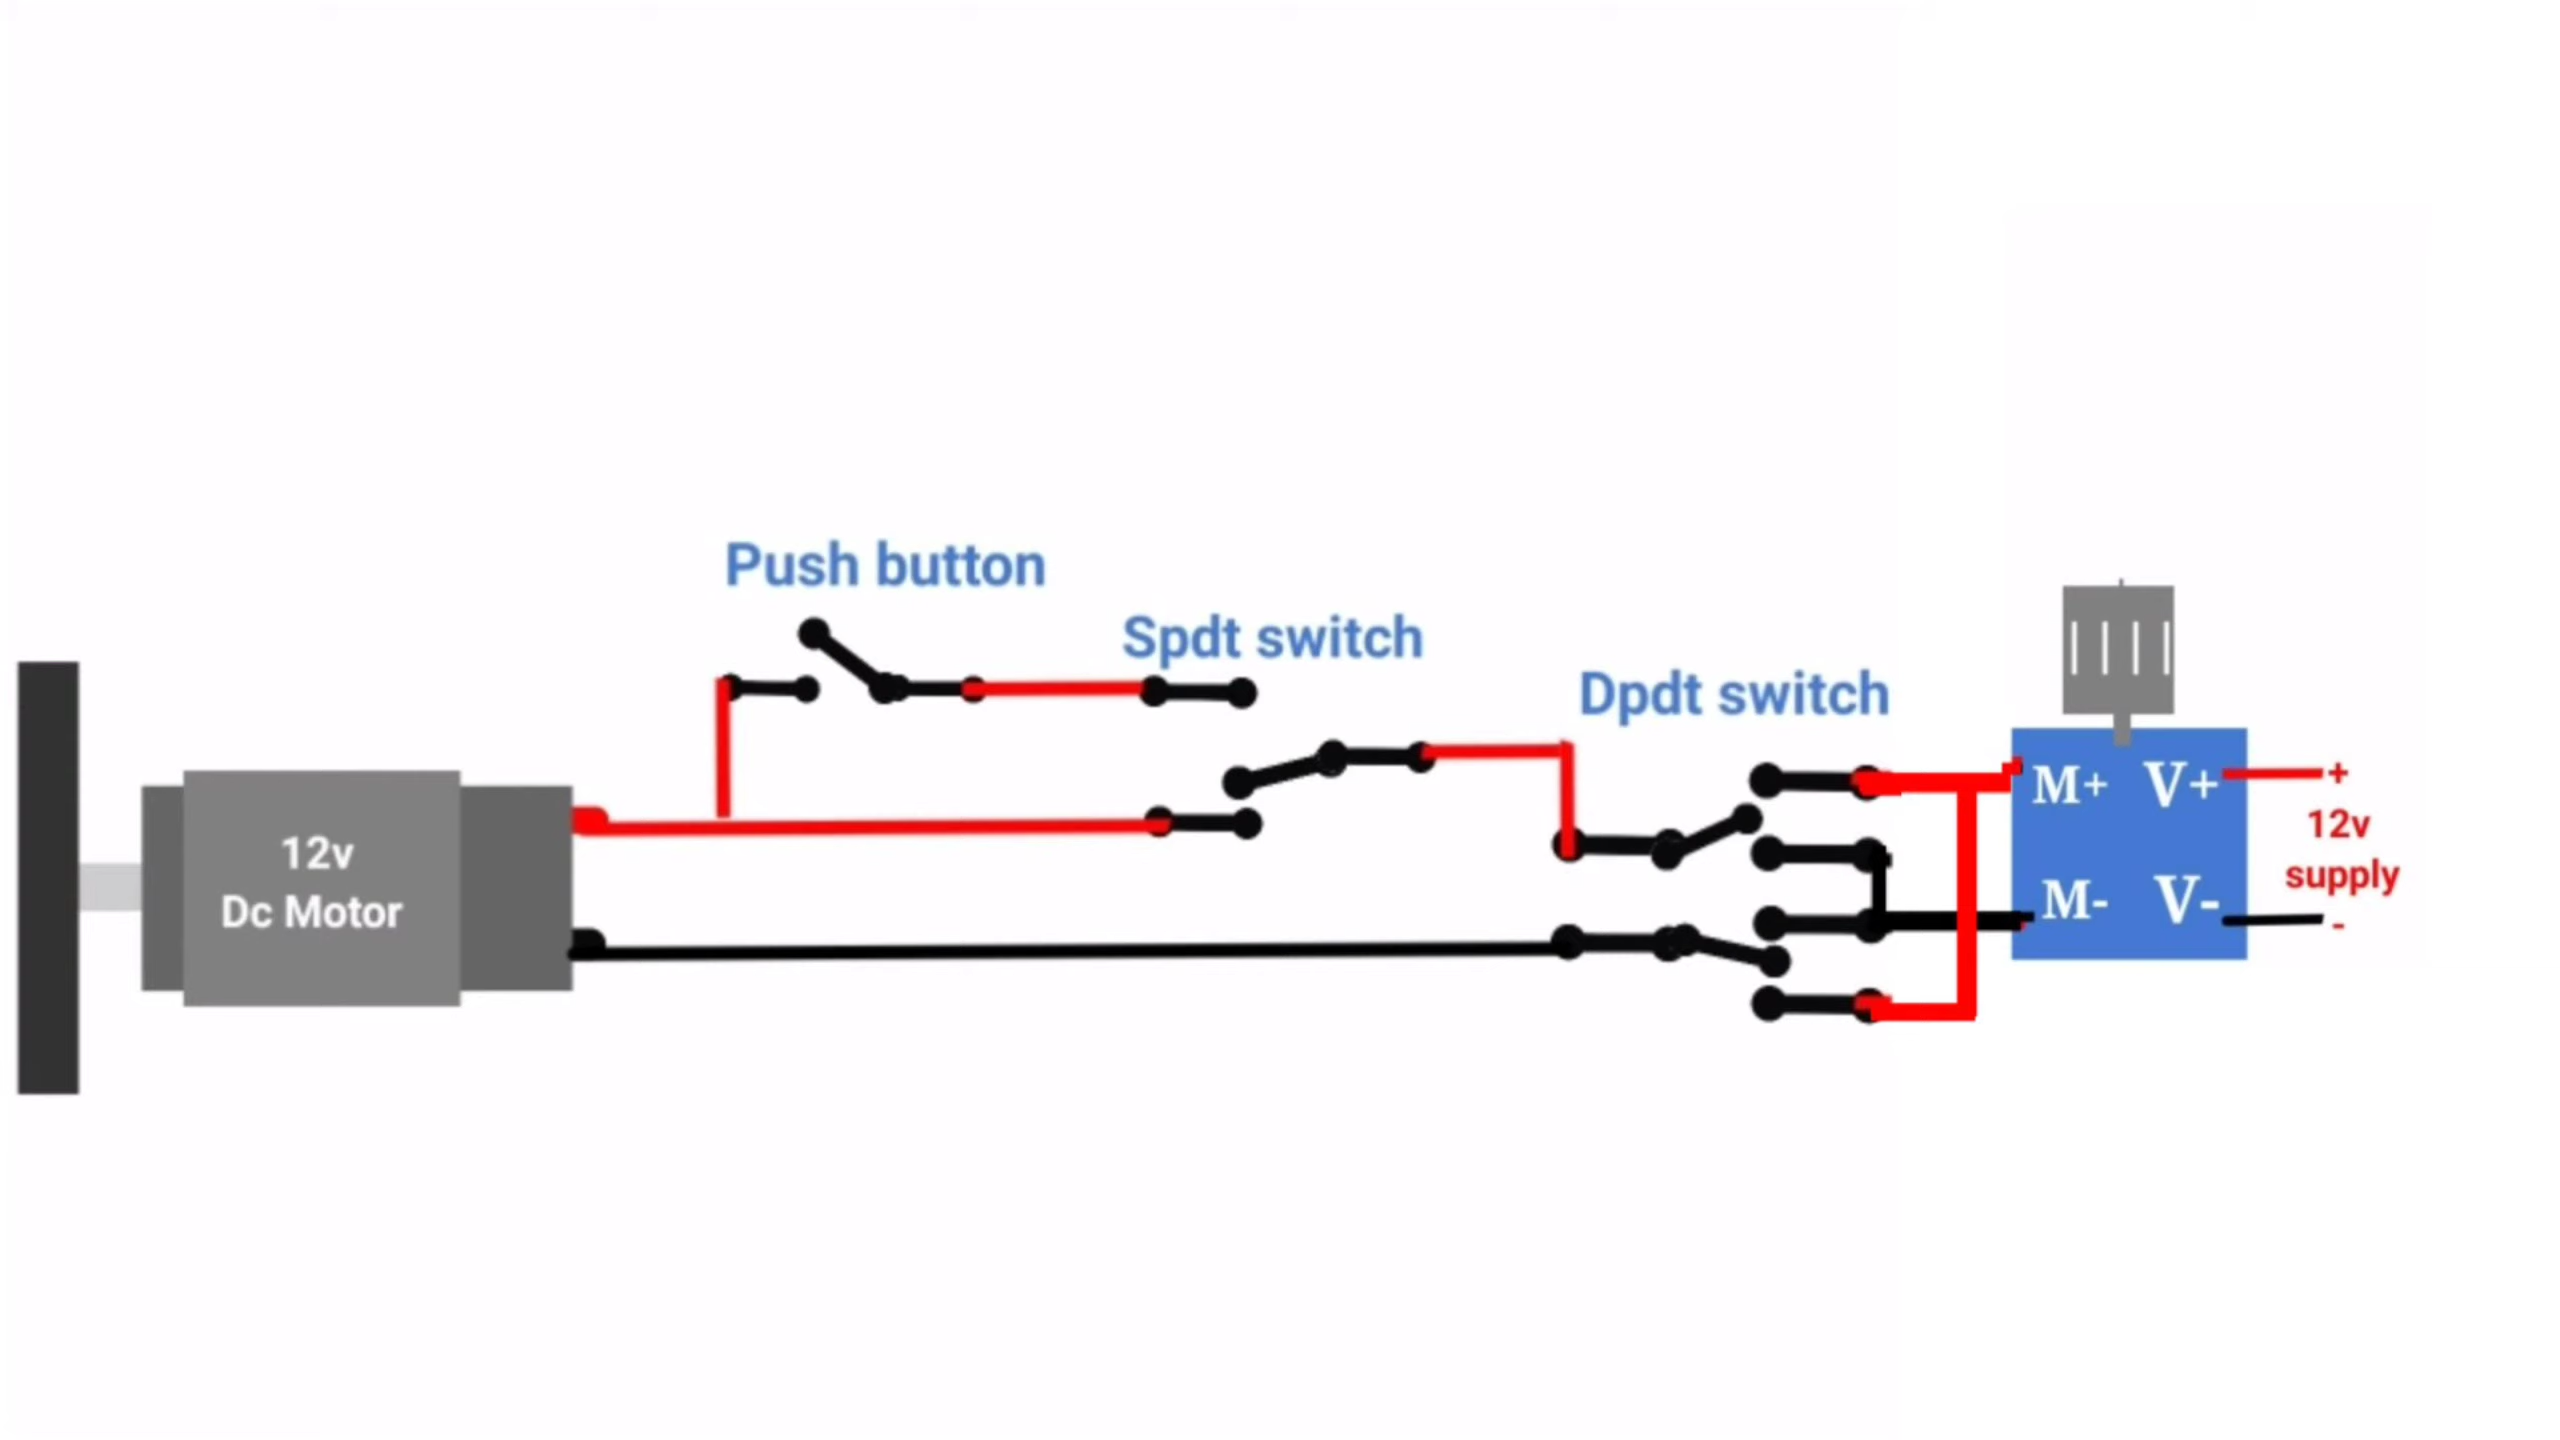 Push button
Spdt switch
Dpdt switch
12v
Dc Motor
M+ V+
M- V-
+
12v
supply
-